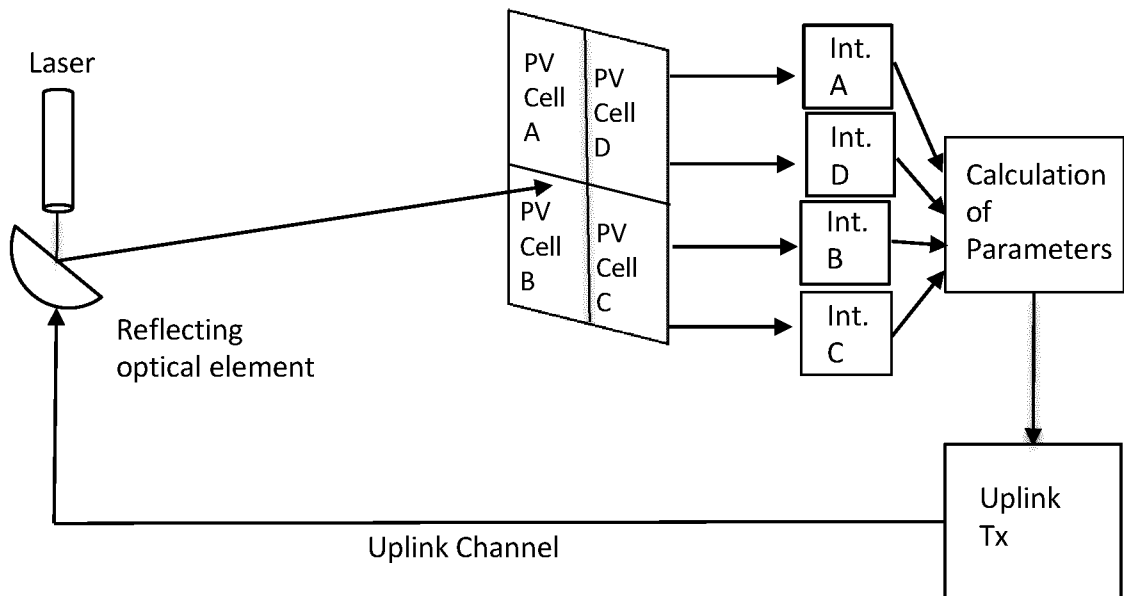 Laser
Reflecting
optical element
PV
Cell
A
PV
Cell
D
PV
Cell
B
PV
Cell
C
Int.
A
Int.
D
Int.
B
Int.
C
Calculation
of
Parameters
Uplink
Tx
Uplink Channel